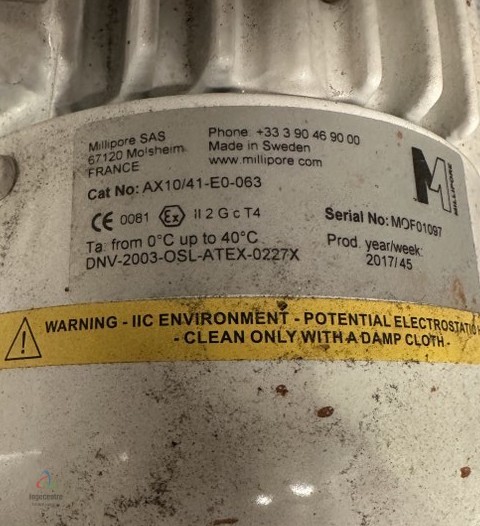 Millipore SAS
67120 Molsheim
FRANCE
Phone: +33 3 90 46 90 00
Made in Sweden
www.millipore.com
Cat No: AX10/41-E0-063
CE 0081 Ex II 2 G c T4
Ta: from 0°C up to 40°C
DNV-2003-OSL-ATEX-0227X
MILLIPORE
Serial No: MOF01097
Prod. year/week:
2017/45
WARNING - IIC ENVIRONMENT - POTENTIAL ELECTROSTATIC
- CLEAN ONLY WITH A DAMP CLOTH -